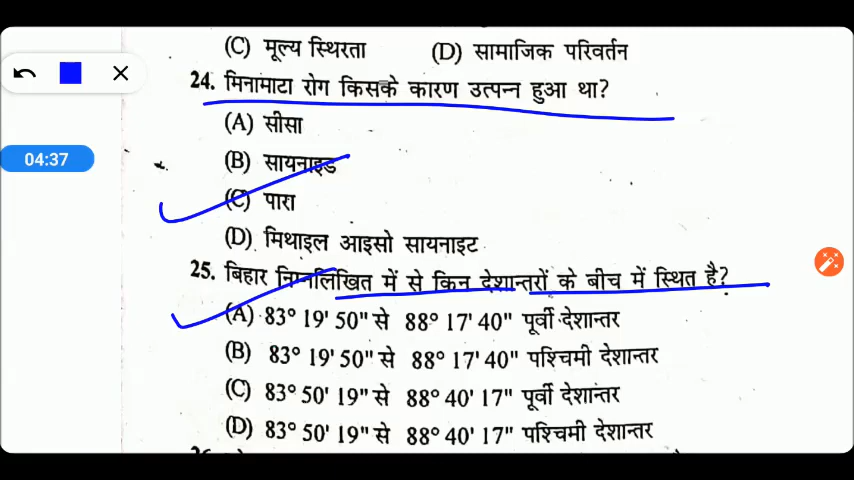 (C) मूल्य स्थिरता (D) सामाजिक परिवर्तन
24. मिनामाटा रोग किसके कारण उत्पन्न हुआ था?
(A) सीसा
04:37
(B) सायनाइड
(C) पारा
(D) मिथाइल आइसो सायनाइट
25. बिहार निम्नलिखित में से किन देशान्तरों के बीच में स्थित है?
(A) 83° 19' 50" से 88° 17' 40" पूर्वी देशान्तर
(B) 83° 19' 50" से 88° 17' 40" पश्चिमी देशान्तर
(C) 83° 50' 19" से 88° 40' 17" पूर्वी देशान्तर
(D) 83° 50' 19" से 88° 40' 17" पश्चिमी देशान्तर